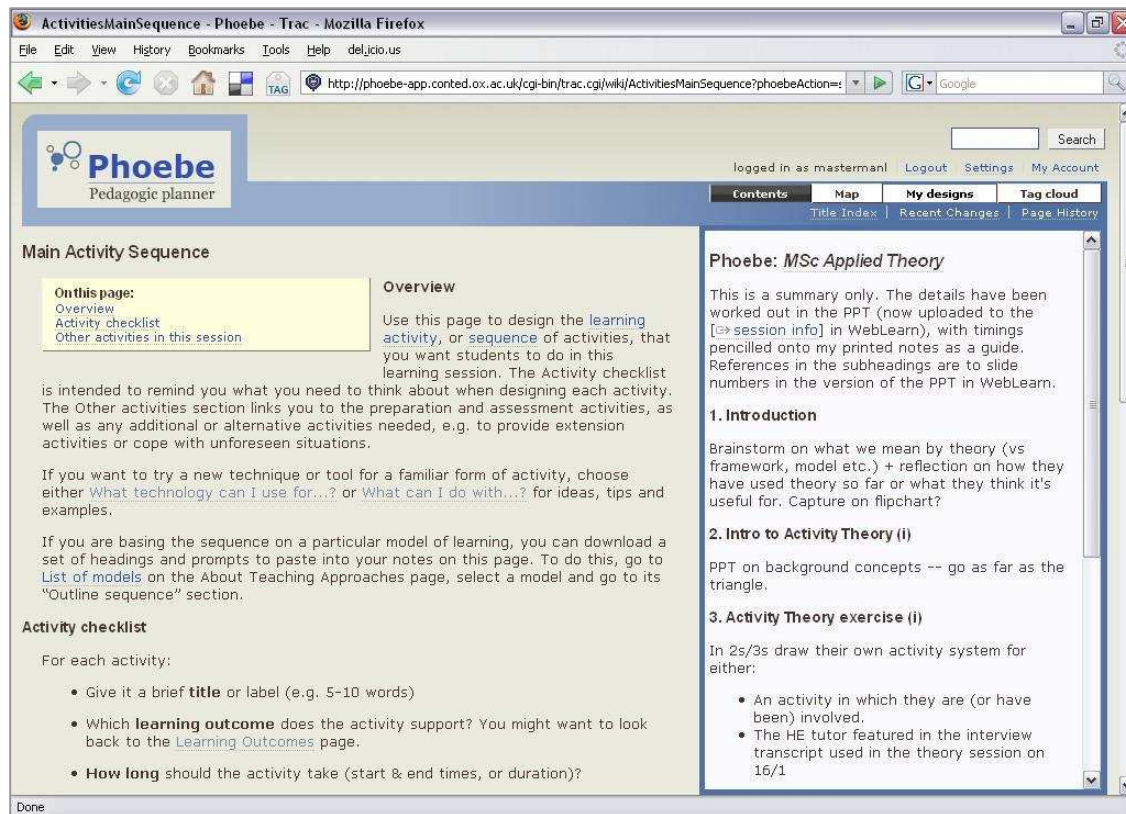 ActivitiesMainSequence - Phoebe - Trac - Mozilla Firefox
File Edit View History Bookmarks Tools Help del.icio.us
TAG
http://phoebe-app.conted.ox.ac.uk/cgi-bin/trac.cgi/wiki/ActivitiesMainSequence?phoebeAction=
G Google
Search
Phoebe
Pedagogic planner
logged in as mastermanl Logout Settings My Account
Contents Map My designs Tag cloud
Title Index Recent Changes Page History
Main Activity Sequence
On this page:
Overview
Activity checklist
Other activities in this session
Overview
Use this page to design the learning
activity, or sequence of activities, that
you want students to do in this
learning session. The Activity checklist
is intended to remind you what you need to
think about when designing each activity.
The Other activities section links you to the preparation and assessment activities, as
well as any additional or alternative activities needed, e.g. to provide extension
activities or cope with unforeseen situations.
If you want to try a new technique or tool for a familiar form of activity, choose
either What technology can I use for...? or What can I do with...? for ideas, tips and
examples.
If you are basing the sequence on a particular model of learning, you can download a
set of headings and prompts to paste into your notes on this page. To do this, go to
List of models on the About Teaching Approaches page, select a model and go to its
"Outline sequence" section.
Activity checklist
For each activity:
• Give it a brief title or label (e.g. 5-10 words)
• Which learning outcome does the activity support? You might want to look
back to the Learning Outcomes page.
• How long should the activity take (start & end times, or duration)?
Phoebe: MSc Applied Theory
This is a summary only. The details have been
worked out in the PPT (now uploaded to the
[session info] in WebLearn), with timings
pencilled onto my printed notes as a guide.
References in the subheadings are to slide
numbers in the version of the PPT in WebLearn.
1. Introduction
Brainstorm on what we mean by theory (vs
framework, model etc.) + reflection on how they
have used theory so far or what they think it's
useful for. Capture on flipchart?
2. Intro to Activity Theory (i)
PPT on background concepts -- go as far as the
triangle.
3. Activity Theory exercise (i)
In 2s/3s draw their own activity system for
either:
• An activity in which they are (or have
been) involved.
• The HE tutor featured in the interview
transcript used in the theory session on
16/1
Done